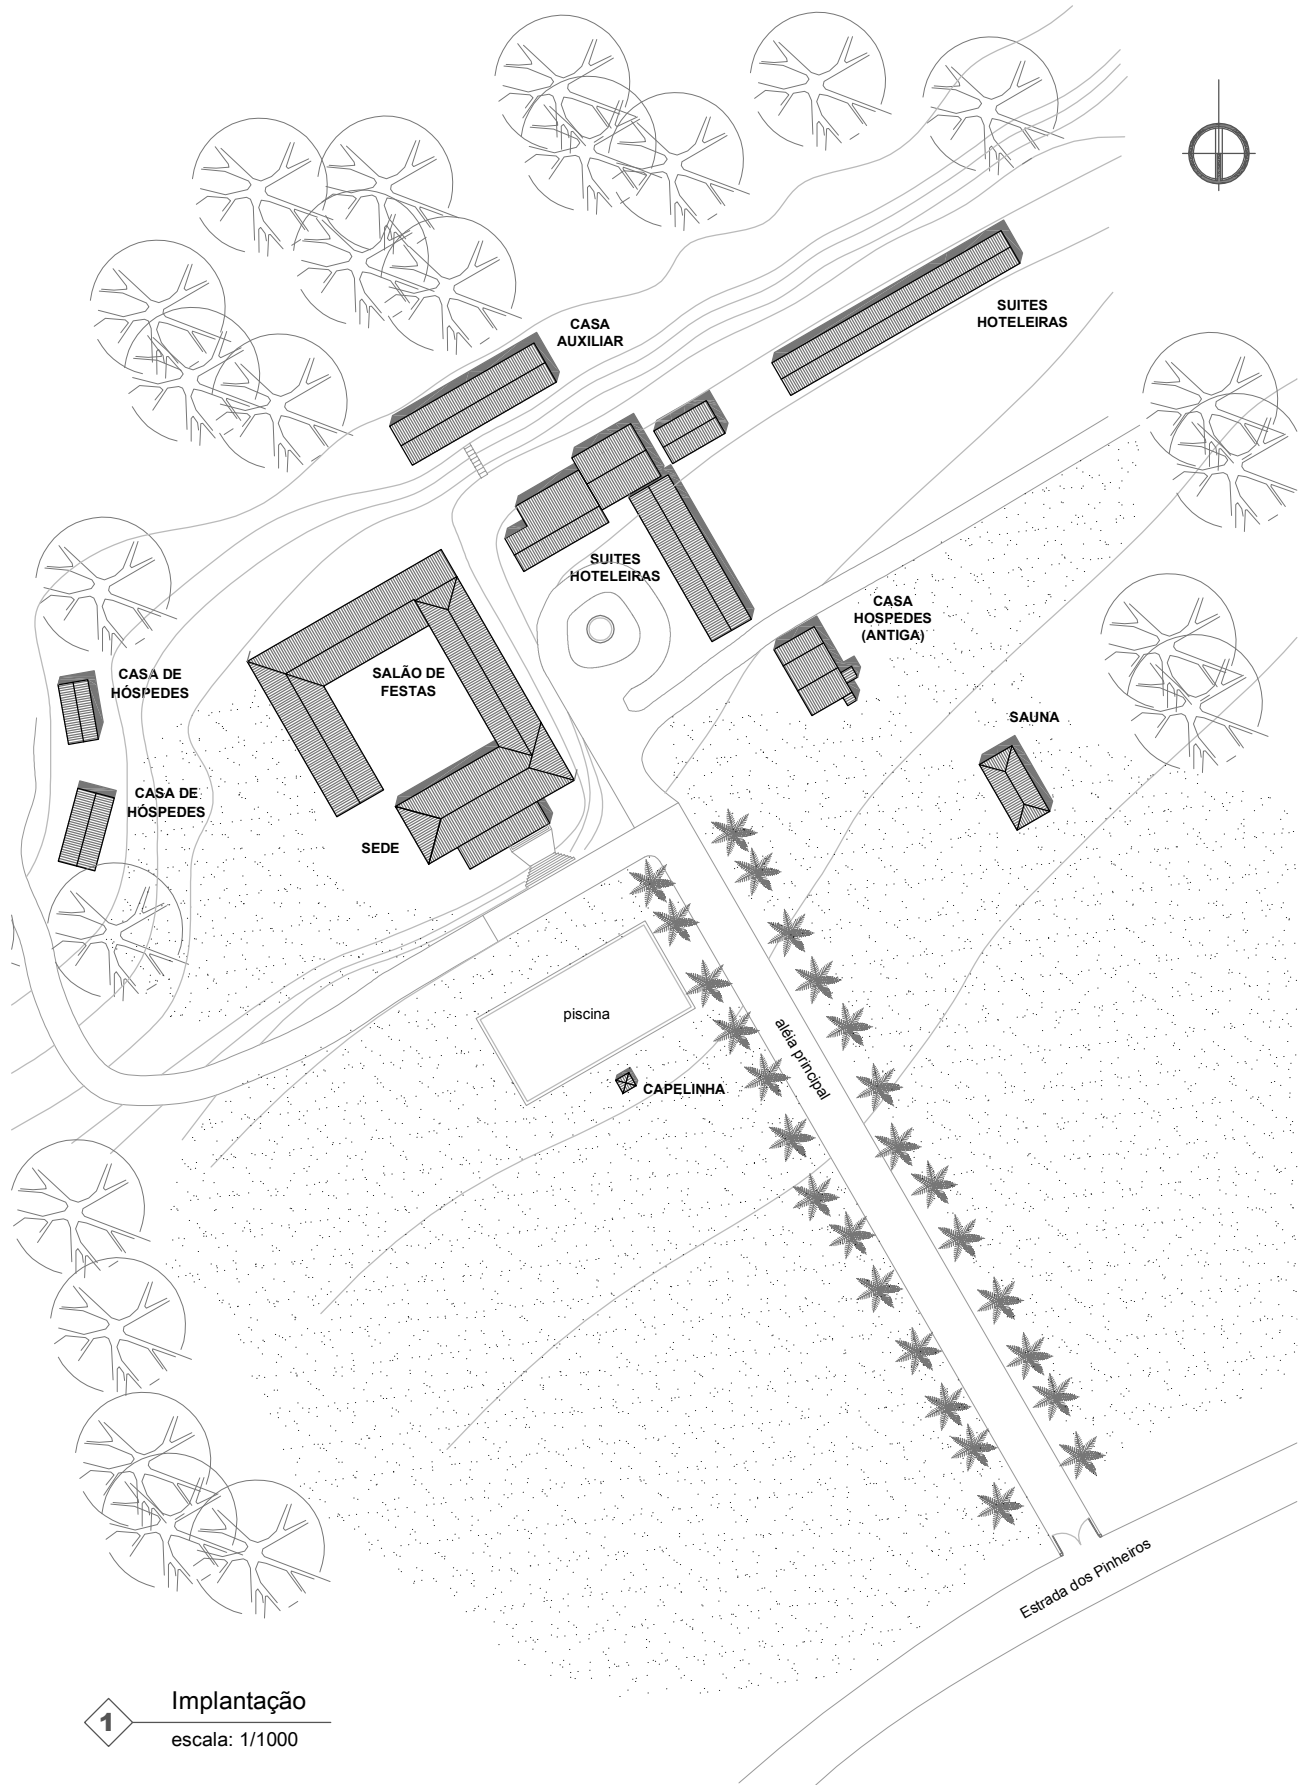 SUITES
HOTELEIRAS
CASA
AUXILIAR
SUITES
HOTELEIRAS
CASA
HOSPEDES
(ANTIGA)
CASA DE
HÓSPEDES
SALÃO DE
FESTAS
SAUNA
CASA DE
HÓSPEDES
SEDE
piscina
aléia principal
CAPELINHA
Estrada dos Pinheiros
1
Implantação
escala: 1/1000